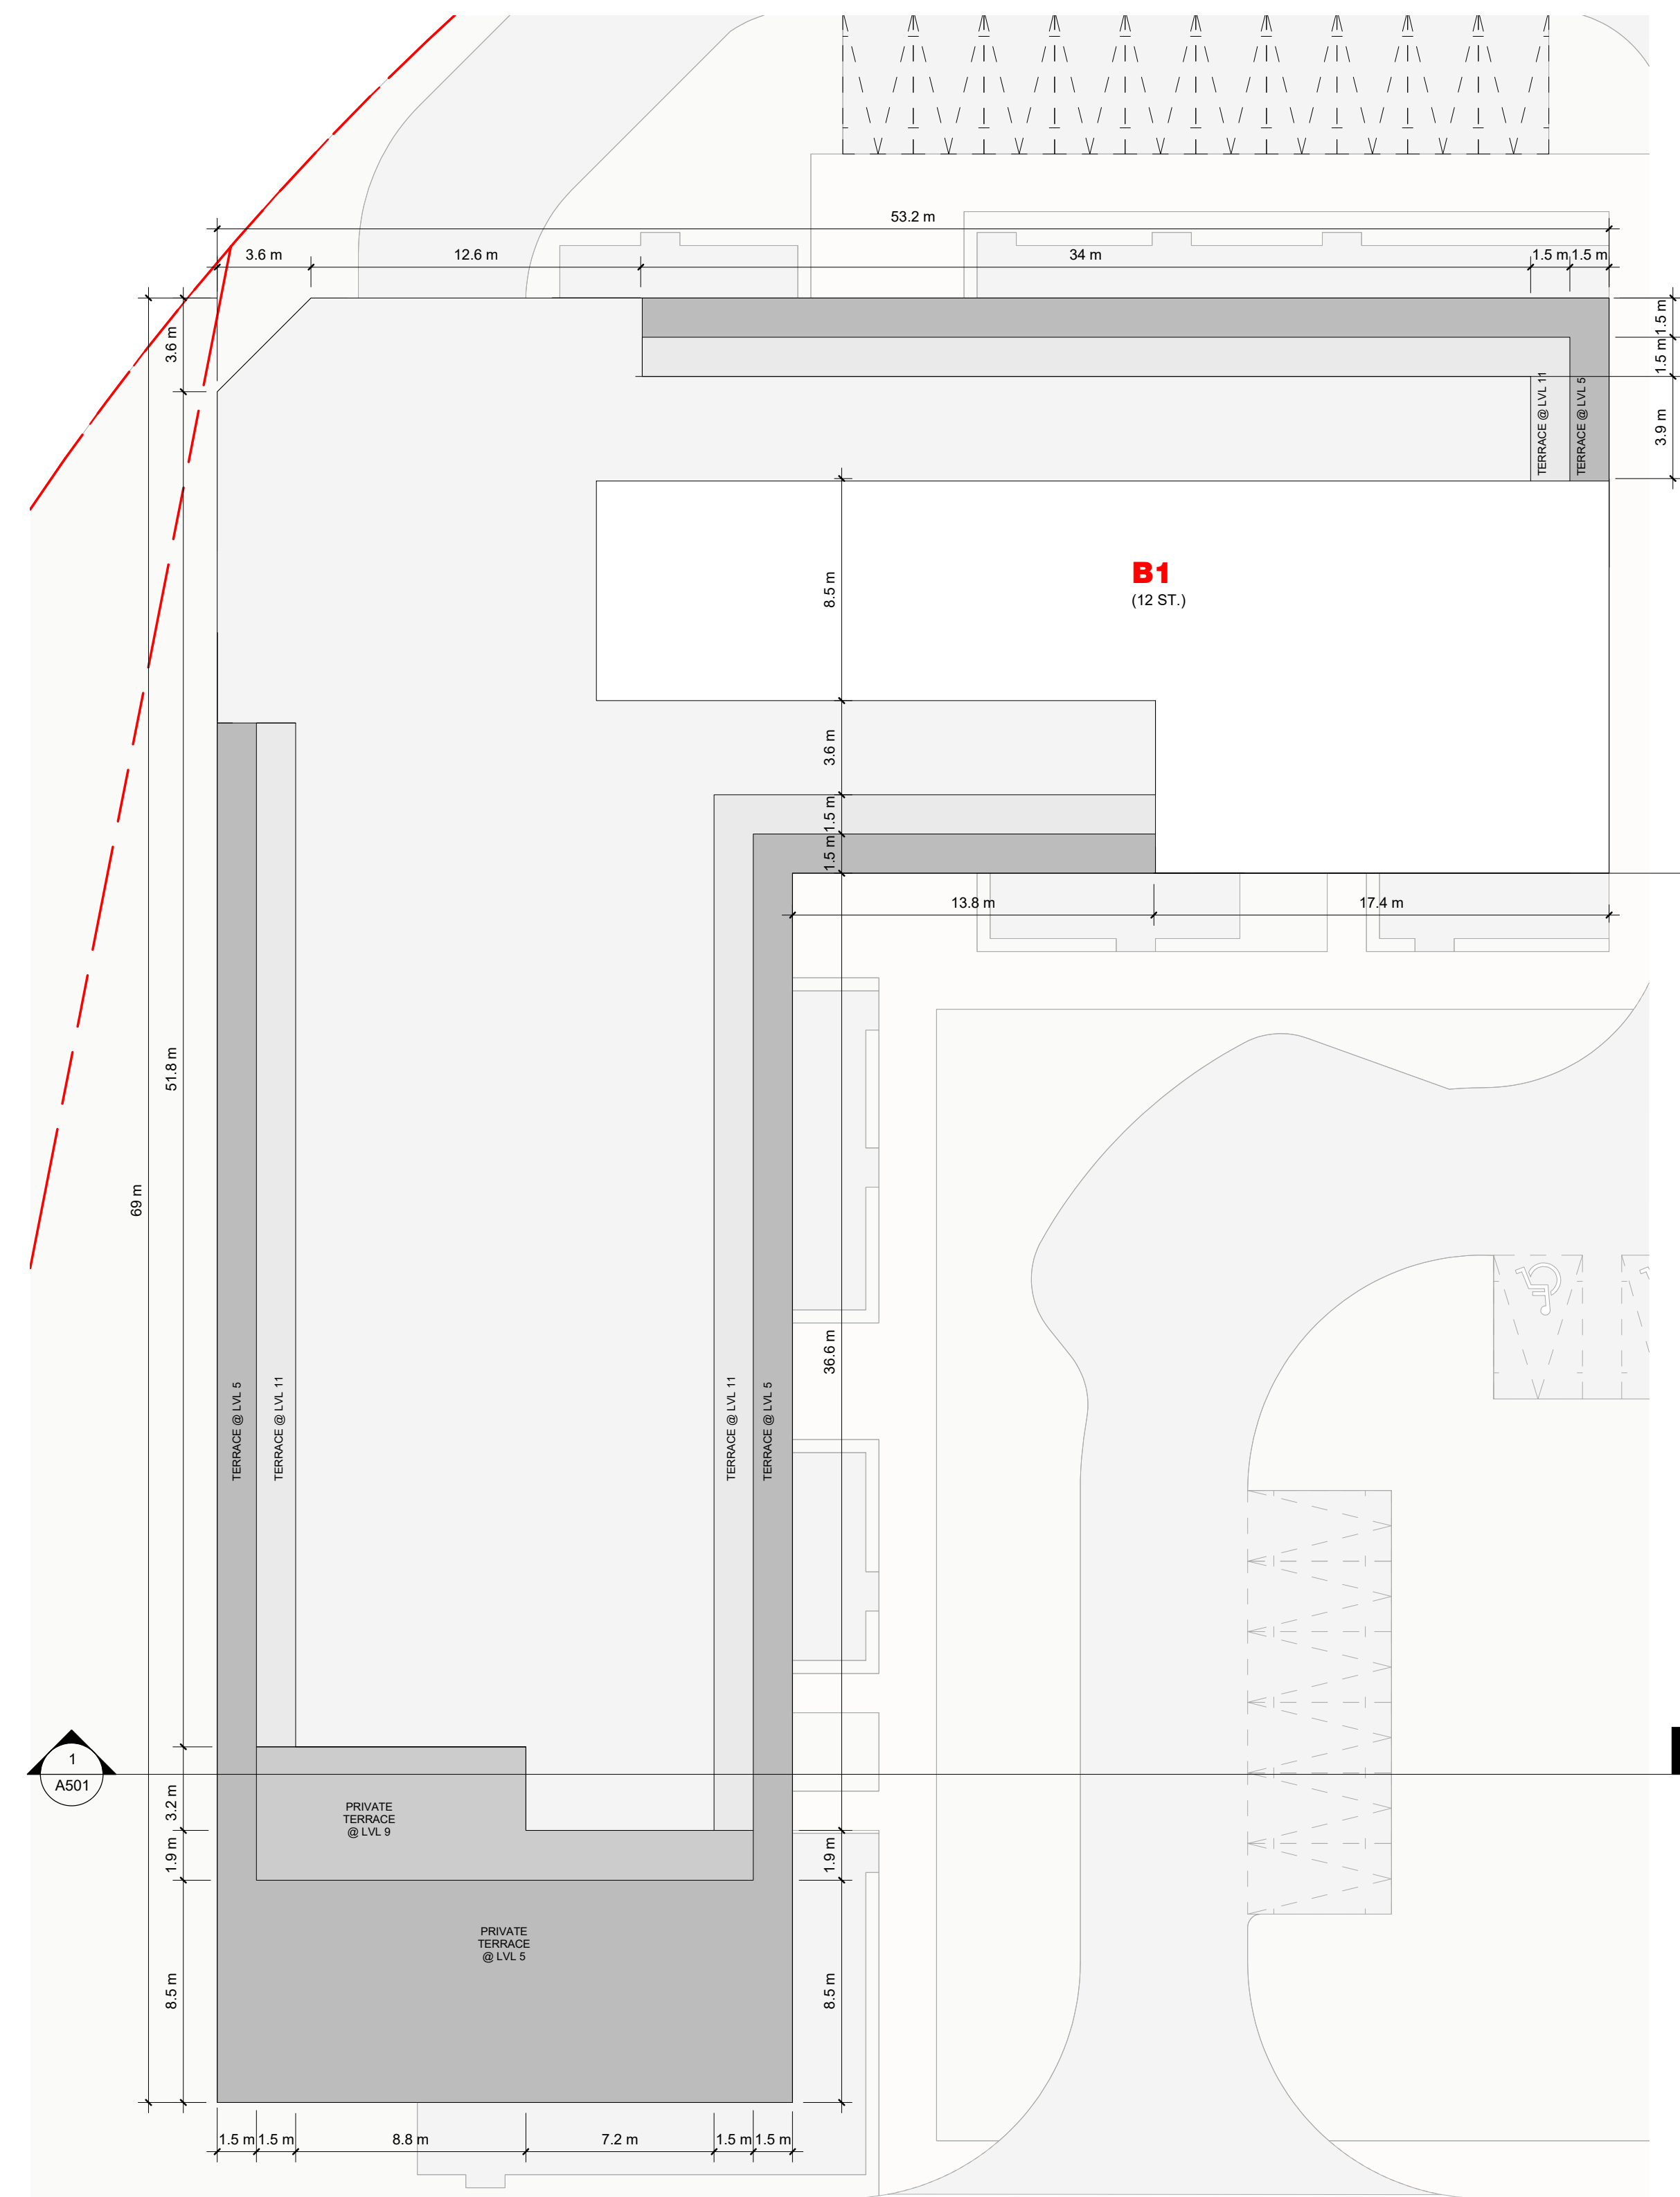 53.2 m
3.6 m
12.6 m
34 m
1.5 m
1.5 m
3.6 m
1.5 m
1.5 m
3.9 m
TERRACE @ LVL 11
TERRACE @ LVL 5
B1
(12 ST.)
8.5 m
3.6 m
1.5 m
1.5 m
13.8 m
17.4 m
51.8 m
69 m
36.6 m
TERRACE @ LVL 5
TERRACE @ LVL 11
TERRACE @ LVL 11
TERRACE @ LVL 5
1
A501
3.2 m
1.9 m
PRIVATE
TERRACE
@ LVL 9
1.9 m
PRIVATE
TERRACE
@ LVL 5
8.5 m
8.5 m
1.5 m
1.5 m
8.8 m
7.2 m
1.5 m
1.5 m